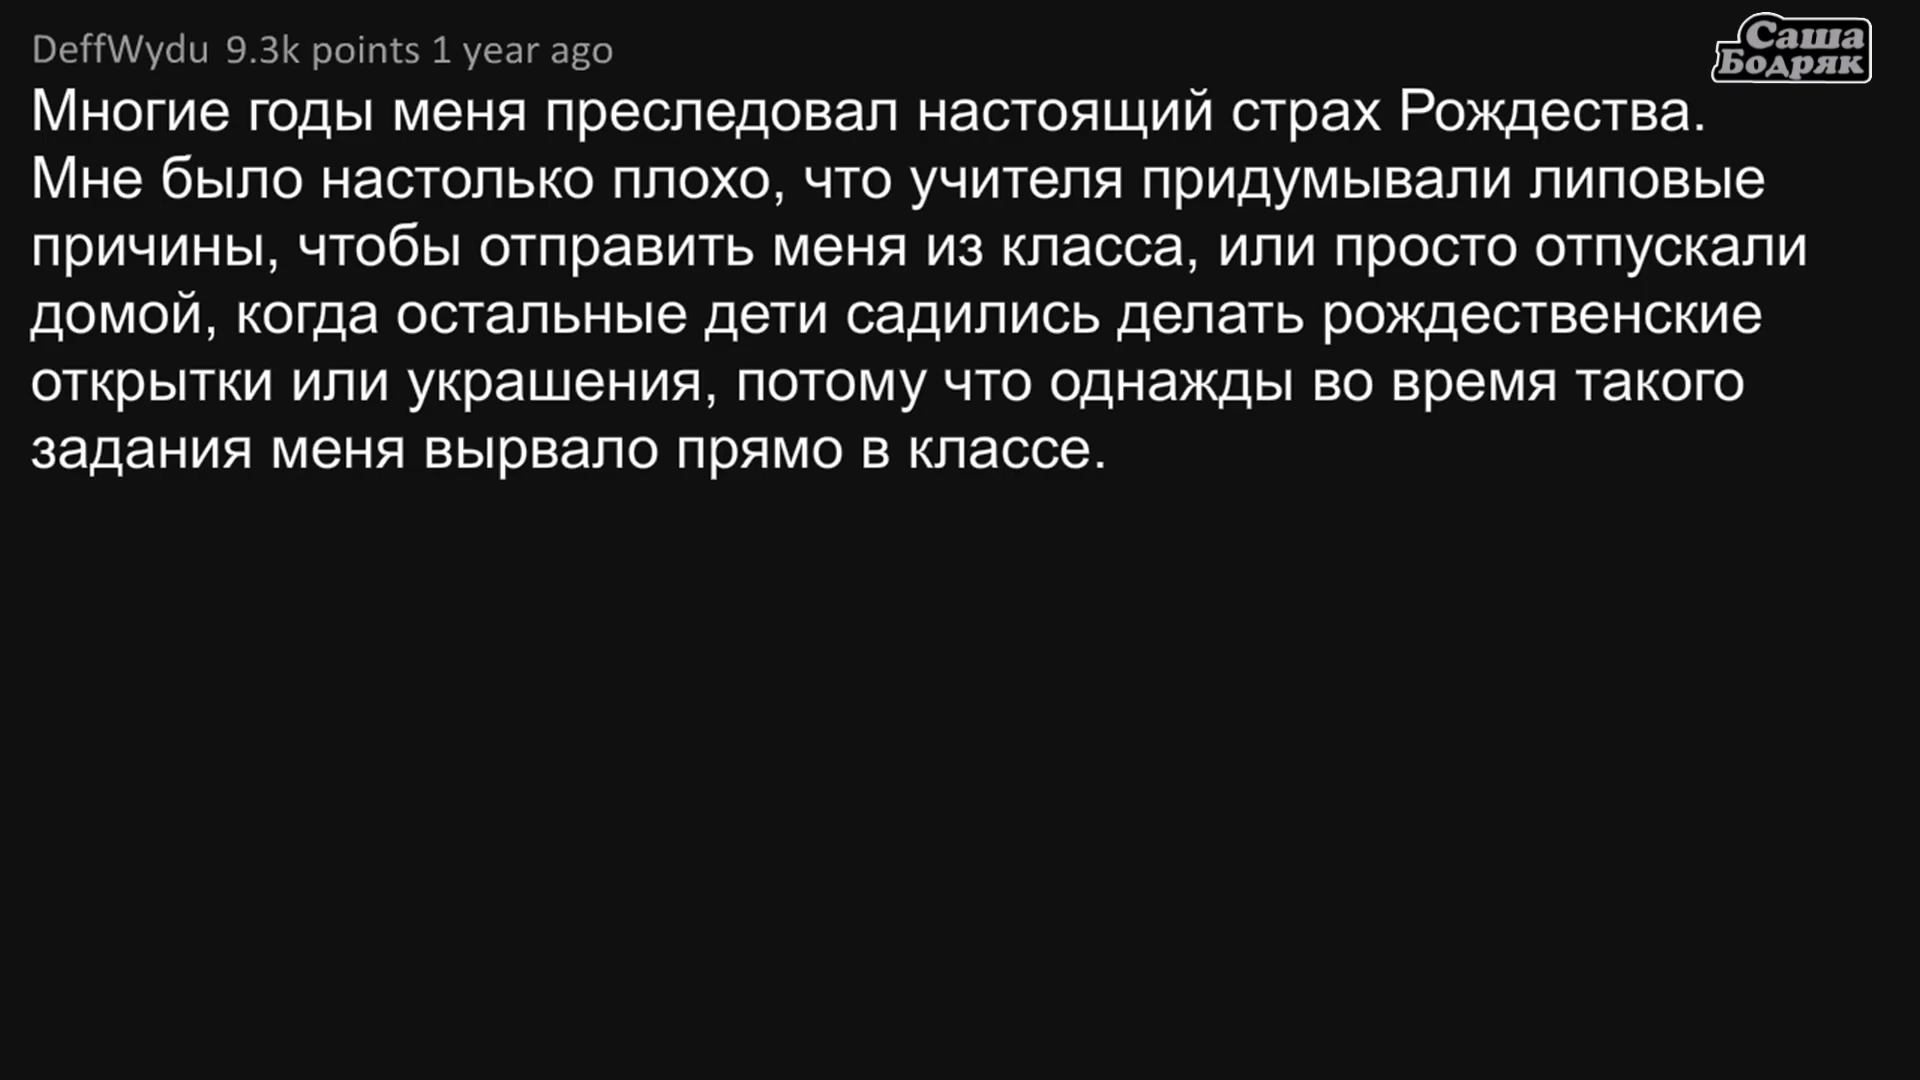 DeffWydu 9.3k points 1 year ago
Саша
Бодряк
Многие годы меня преследовал настоящий страх Рождества.
Мне было настолько плохо, что учителя придумывали липовые
причины, чтобы отправить меня из класса, или просто отпускали
домой, когда остальные дети садились делать рождественские
открытки или украшения, потому что однажды во время такого
задания меня вырвало прямо в классе.